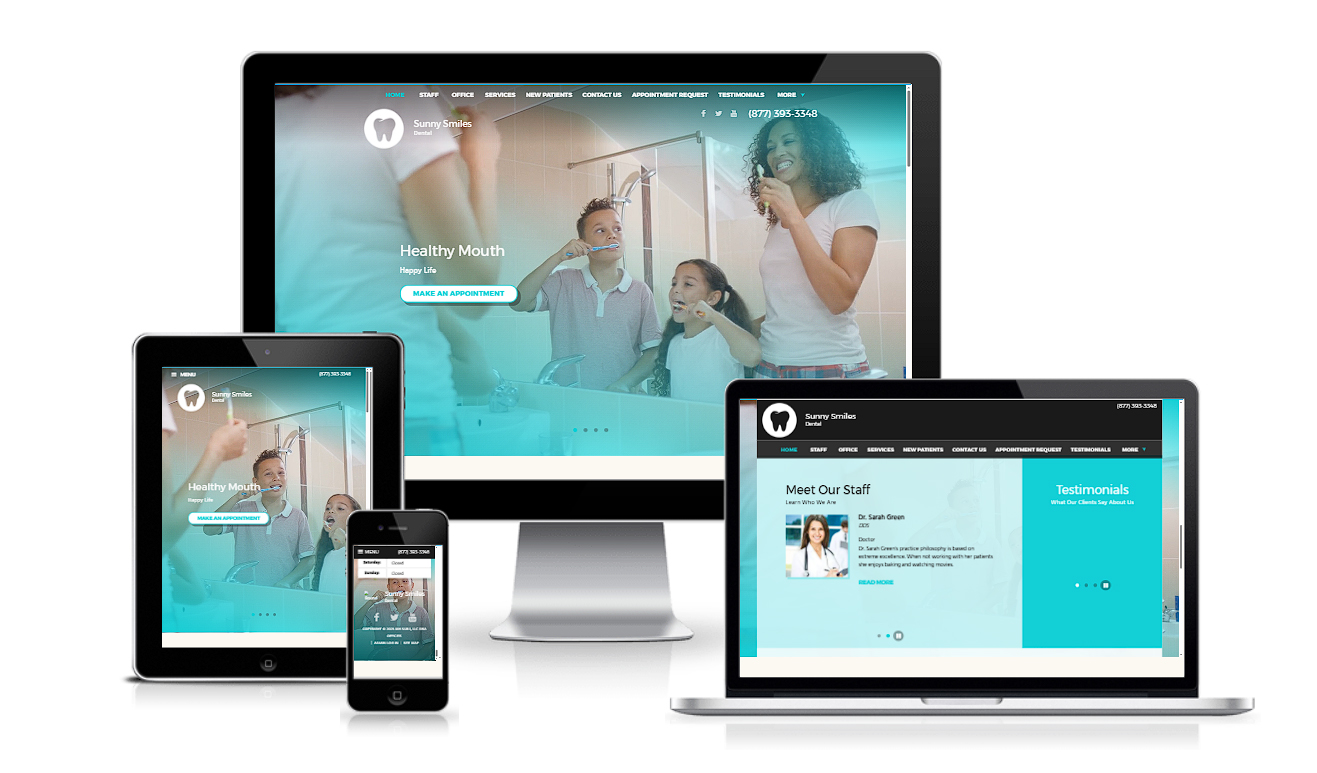 HOME STAFF OFFICE SERVICES NEW PATIENTS CONTACT US APPOINTMENT REQUEST TESTIMONIALS MORE
(877) 393-3348
Sunny Smiles
Dental
Healthy Mouth
Happy Life
MAKE AN APPOINTMENT
MENU (877) 393-3348
Sunny Smiles
Dental
Healthy Mouth
Happy Life
MAKE AN APPOINTMENT
MENU (877) 393-3348
Saturday: Closed
Sunday: Closed
Sunny Smiles
Dental
ADMIN LOG IN | SITE MAP
(877) 393-3348
Sunny Smiles
Dental
HOME STAFF OFFICE SERVICES NEW PATIENTS CONTACT US APPOINTMENT REQUEST TESTIMONIALS MORE
Meet Our Staff
Learn Who We Are
Dr. Sarah Green
DDS
Doctor
Dr. Sarah Green's practice philosophy is based on
extreme excellence. When not working with her patients
she enjoys baking and watching movies.
READ MORE
Testimonials
What Our Clients Say About Us